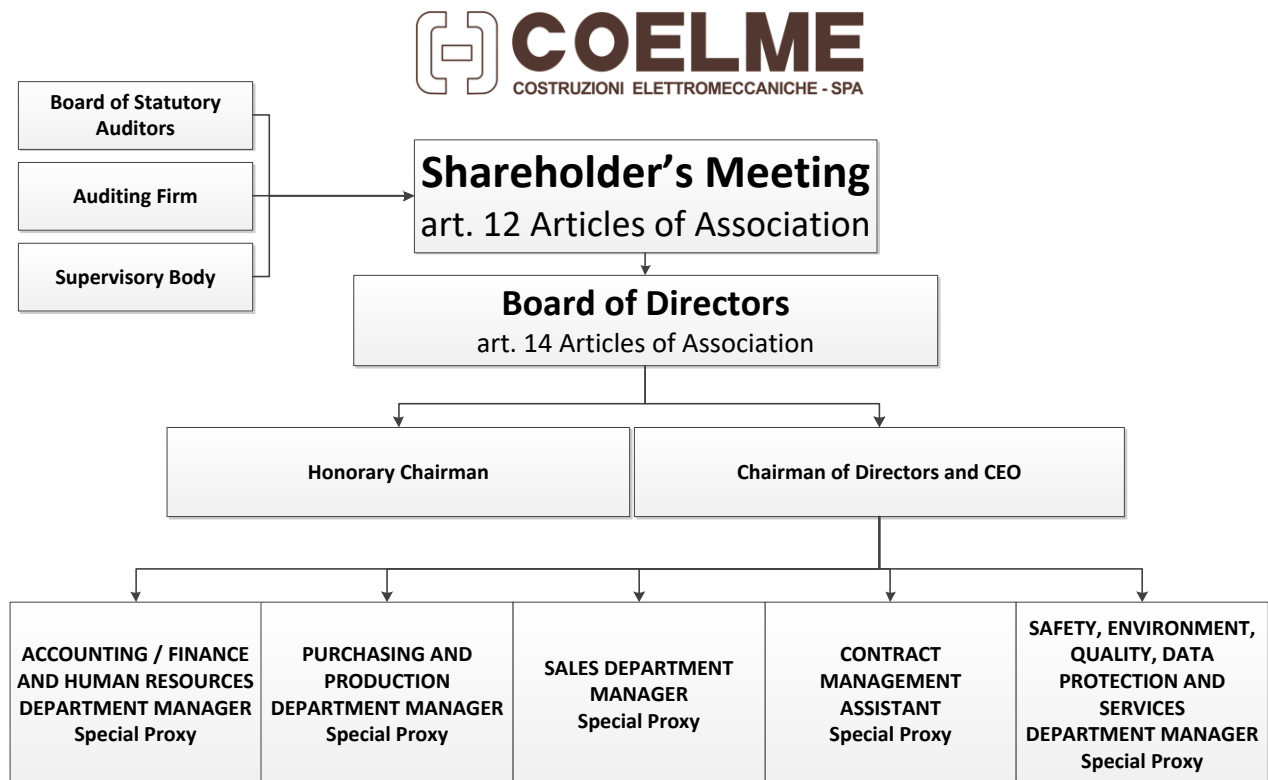 COELME
COSTRUZIONI ELETTROMECCANICHE - SPA
Board of Statutory
Auditors
Auditing Firm
Supervisory Body
Shareholder’s Meeting
art. 12 Articles of Association
Board of Directors
art. 14 Articles of Association
Honorary Chairman
Chairman of Directors and CEO
ACCOUNTING / FINANCE
AND HUMAN RESOURCES
DEPARTMENT MANAGER
Special Proxy
PURCHASING AND
PRODUCTION
DEPARTMENT MANAGER
Special Proxy
SALES DEPARTMENT
MANAGER
Special Proxy
CONTRACT
MANAGEMENT
ASSISTANT
Special Proxy
SAFETY, ENVIRONMENT,
QUALITY, DATA
PROTECTION AND
SERVICES
DEPARTMENT MANAGER
Special Proxy